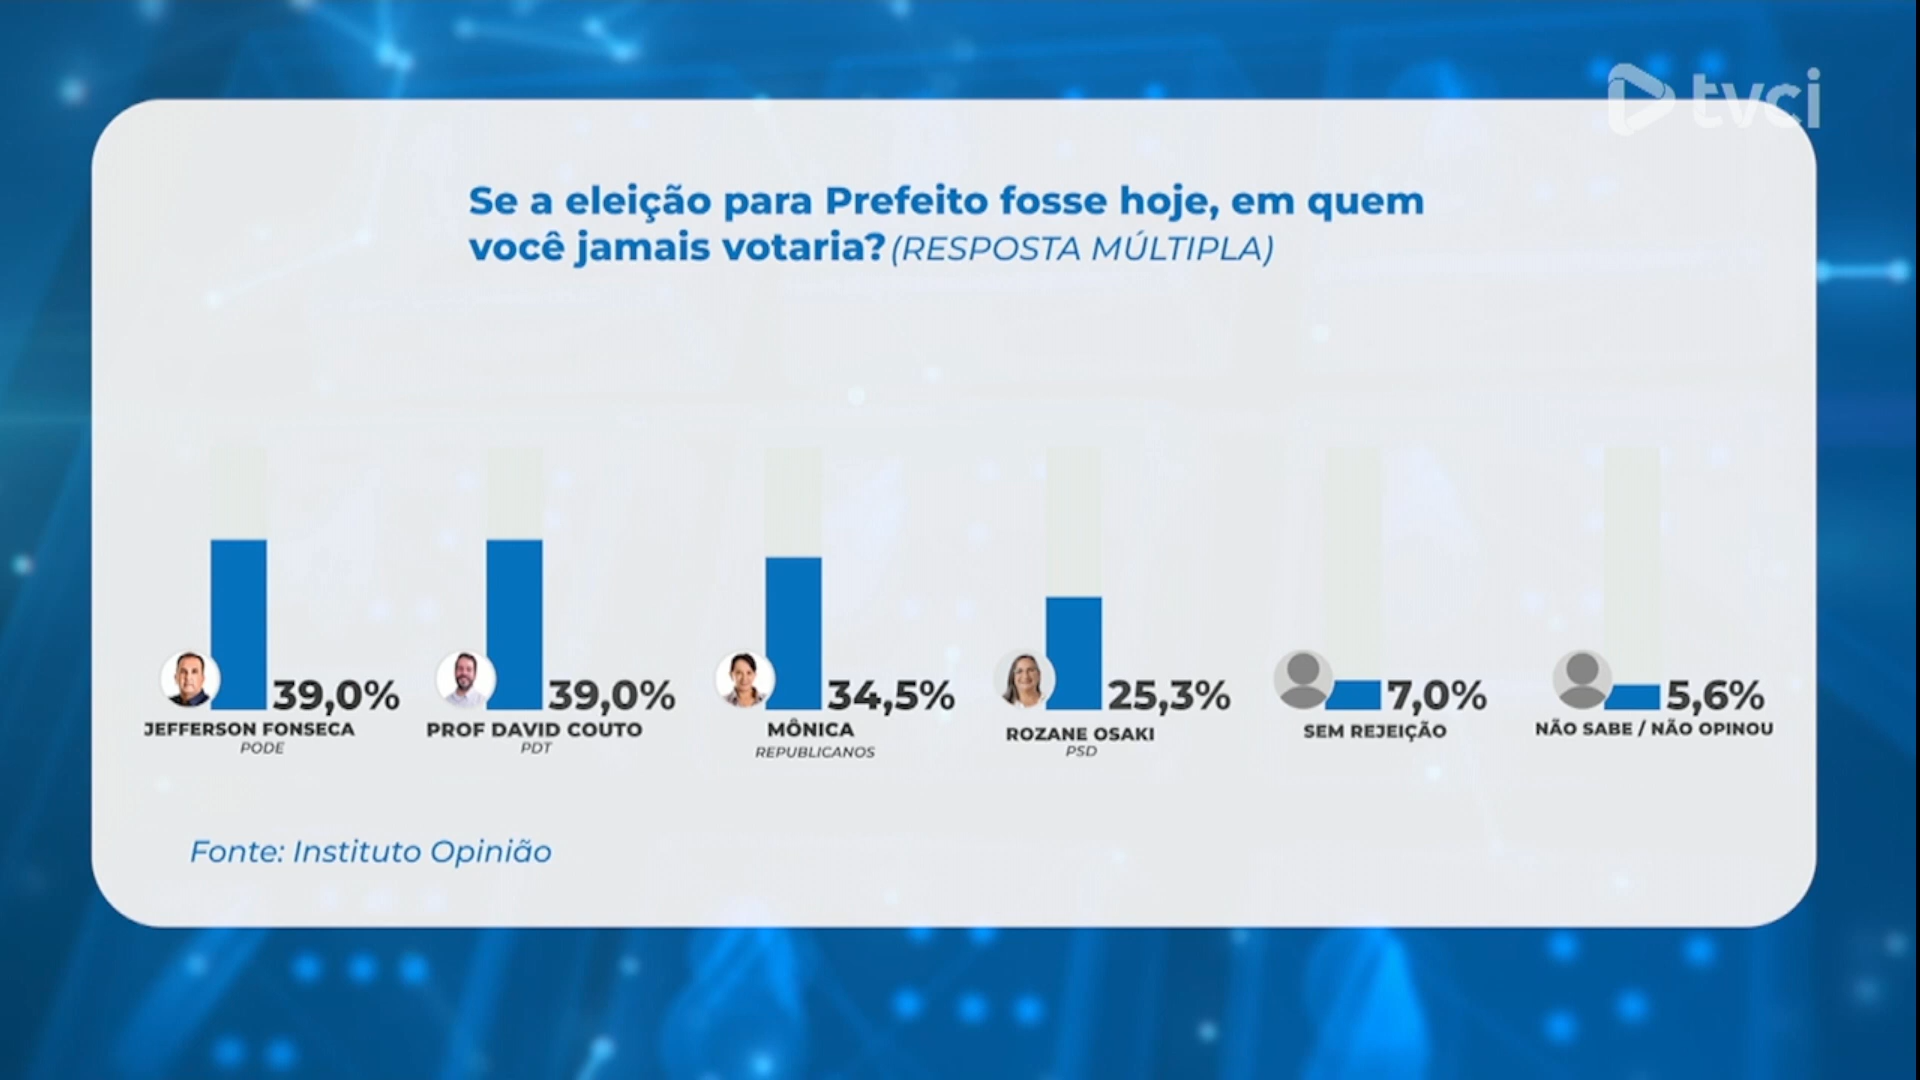 tvci
Se a eleição para Prefeito fosse hoje, em quem
você jamais votaria? (RESPOSTA MÚLTIPLA)
39,0%
JEFFERSON FONSECA
PODE
39,0%
PROF DAVID COUTO
PDT
34,5%
MÔNICA
REPUBLICANOS
25,3%
ROZANE OSAKI
PSD
7,0%
SEM REJEIÇÃO
5,6%
NÃO SABE / NÃO OPINOU
Fonte: Instituto Opinião